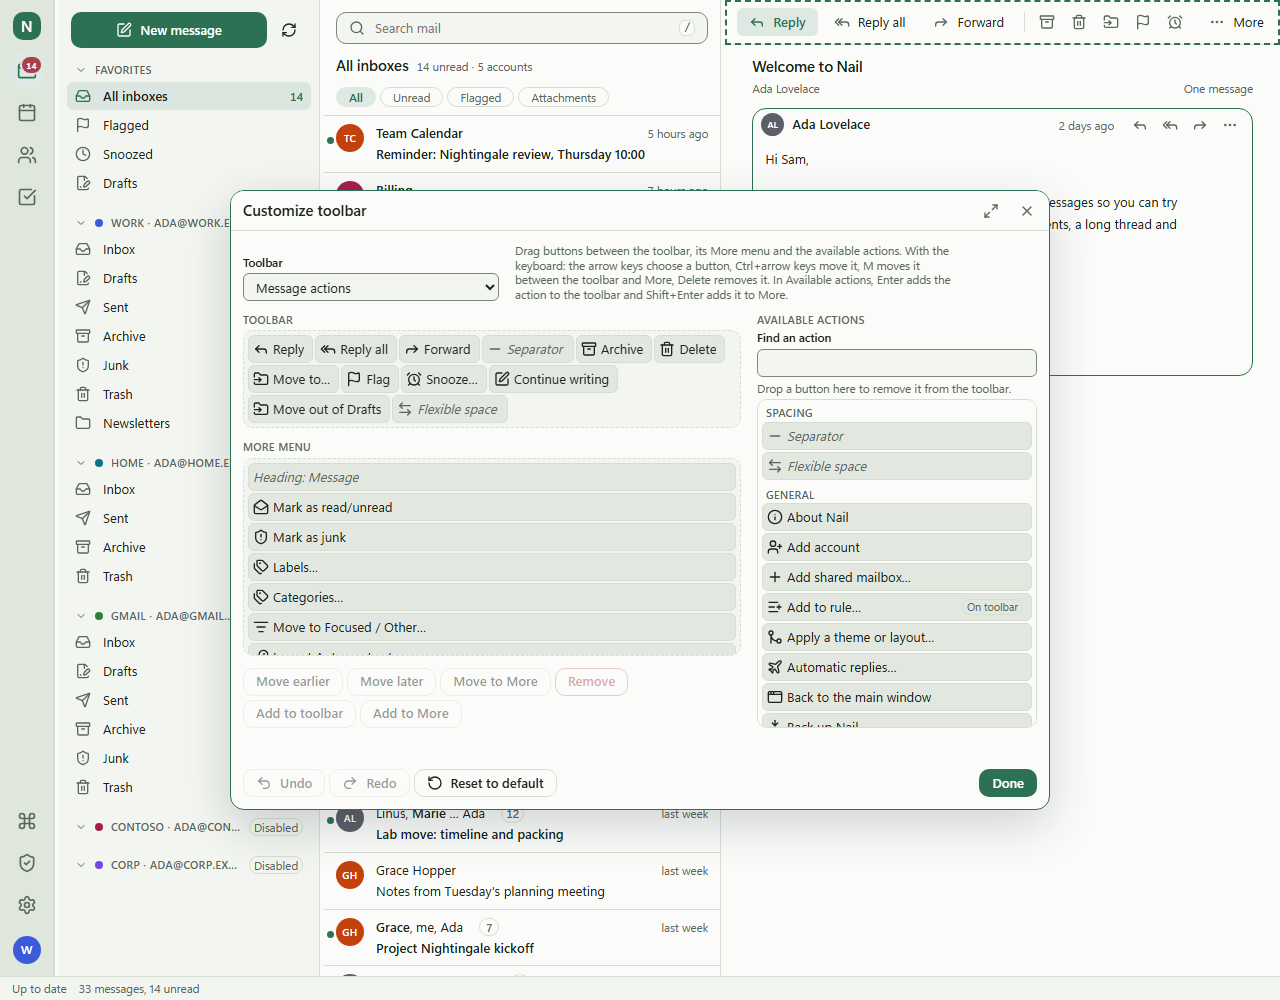 N
New message
Search mail
/
Reply
Reply all
Forward
More
14
FAVORITES
All inboxes 14
Flagged
Snoozed
Drafts
WORK · ADA@WORK.E
Inbox
Drafts
Sent
Archive
Junk
Trash
Newsletters
HOME · ADA@HOME.E
Inbox
Sent
Archive
Trash
GMAIL · ADA@GMAIL...
Inbox
Drafts
Sent
Archive
Junk
Trash
CONTOSO · ADA@CON... Disabled
CORP · ADA@CORP.EX... Disabled
W
All inboxes 14 unread · 5 accounts
All
Unread
Flagged
Attachments
TC
Team Calendar 5 hours ago
Reminder: Nightingale review, Thursday 10:00
Billing 7 hours ago
Welcome to Nail
Ada Lovelace One message
AL
Ada Lovelace 2 days ago
Hi Sam,
essages so you can try
nts, a long thread and
Customize toolbar
Toolbar
Message actions
Drag buttons between the toolbar, its More menu and the available actions. With the
keyboard: the arrow keys choose a button, Ctrl+arrow keys move it, M moves it
between the toolbar and More, Delete removes it. In Available actions, Enter adds the
action to the toolbar and Shift+Enter adds it to More.
TOOLBAR
Reply
Reply all
Forward
Separator
Archive
Delete
Move to...
Flag
Snooze...
Continue writing
Move out of Drafts
Flexible space
MORE MENU
Heading: Message
Mark as read/unread
Mark as junk
Labels...
Categories...
Move to Focused / Other...
Move earlier
Move later
Move to More
Remove
Add to toolbar
Add to More
AVAILABLE ACTIONS
Find an action
Drop a button here to remove it from the toolbar.
SPACING
Separator
Flexible space
GENERAL
About Nail
Add account
Add shared mailbox...
Add to rule... On toolbar
Apply a theme or layout...
Automatic replies...
Back to the main window
Back up Nail
Undo
Redo
Reset to default
Done
AL
Linus, Marie ... Ada 12 last week
Lab move: timeline and packing
GH
Grace Hopper last week
Notes from Tuesday's planning meeting
GH
Grace, me, Ada 7 last week
Project Nightingale kickoff
Up to date 33 messages, 14 unread